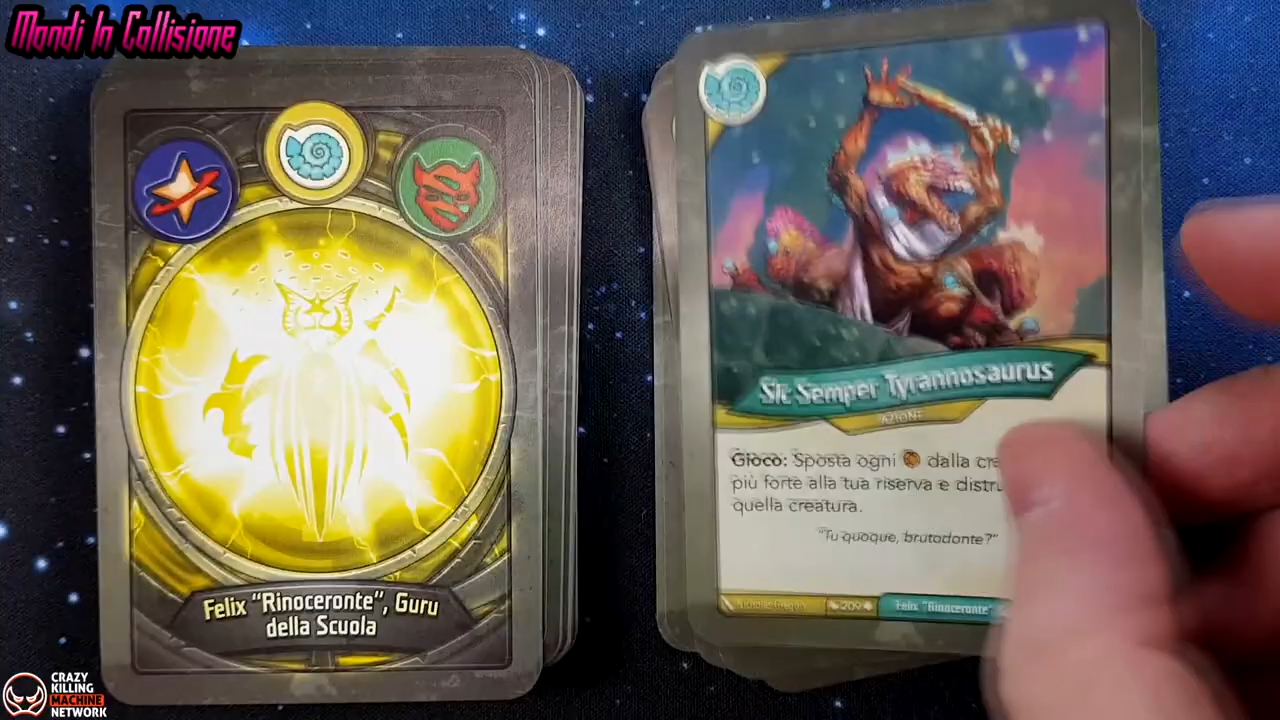 Mondi In Collisione
Felix "Rinoceronte", Guru
della Scuola
Sic Semper Tyrannosaurus
AZIONE
Gioco: Sposta ogni dalla
più forte alla tua riserva e
quella creatura.
"Tu quoque, brutodonte?"
209
Felix "Rinoceronte"
CRAZY
KILLING
MACHINE
NETWORK